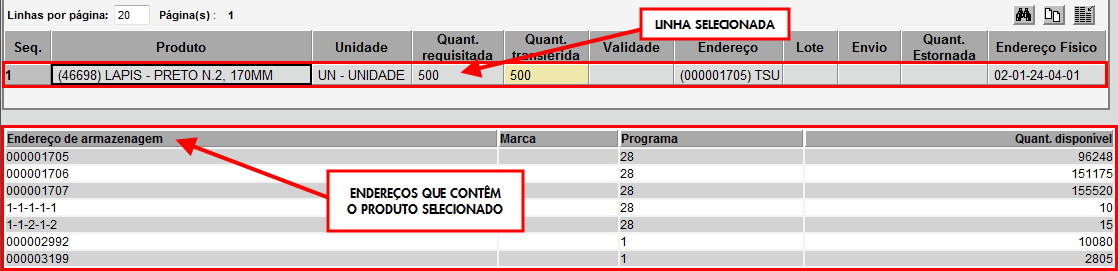 Linhas por página: 20 Página(s) : 1
LINHA SELECIONADA
Seq. Produto Unidade Quant. requisitada Quant. transferida Validade Endereço Lote Envio Quant. Estornada Endereço Físico
1 (46698) LAPIS - PRETO N.2, 170MM UN - UNIDADE 500 500 (000001705) TSU 02-01-24-04-01
Endereço de armazenagem Marca Programa Quant. disponível
000001705 28 96248
000001706 28 151175
000001707 28 155520
1-1-1-1-1 28 10
1-1-2-1-2 28 15
000002992 1 10080
000003199 1 2805
ENDEREÇOS QUE CONTÊM
O PRODUTO SELECIONADO